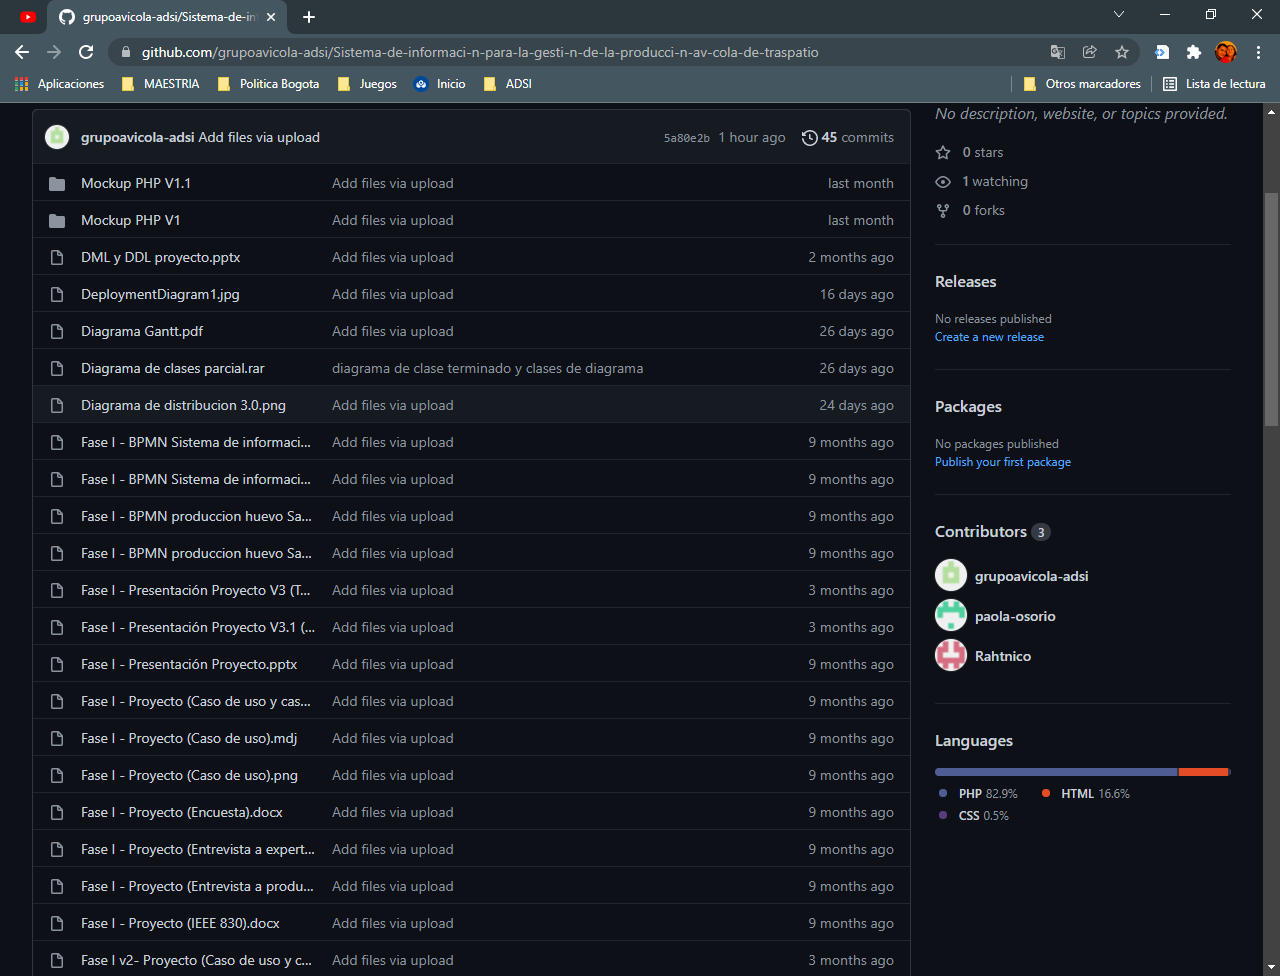 grupoavicola-adsi/Sistema-de-in
github.com/grupoavicola-adsi/Sistema-de-informaci-n-para-la-gesti-n-de-la-producci-n-av-cola-de-traspatio
Aplicaciones MAESTRIA Politica Bogota Juegos Inicio ADSI Otros marcadores Lista de lectura
grupoavicola-adsi Add files via upload 5a80e2b 1 hour ago 45 commits
Mockup PHP V1.1 Add files via upload last month
Mockup PHP V1 Add files via upload last month
DML y DDL proyecto.pptx Add files via upload 2 months ago
DeploymentDiagram1.jpg Add files via upload 16 days ago
Diagrama Gantt.pdf Add files via upload 26 days ago
Diagrama de clases parcial.rar diagrama de clase terminado y clases de diagrama 26 days ago
Diagrama de distribucion 3.0.png Add files via upload 24 days ago
Fase I - BPMN Sistema de informaci... Add files via upload 9 months ago
Fase I - BPMN Sistema de informaci... Add files via upload 9 months ago
Fase I - BPMN produccion huevo Sa... Add files via upload 9 months ago
Fase I - BPMN produccion huevo Sa... Add files via upload 9 months ago
Fase I - Presentación Proyecto V3 (T... Add files via upload 3 months ago
Fase I - Presentación Proyecto V3.1 (... Add files via upload 3 months ago
Fase I - Presentación Proyecto.pptx Add files via upload 9 months ago
Fase I - Proyecto (Caso de uso y cas... Add files via upload 9 months ago
Fase I - Proyecto (Caso de uso).mdj Add files via upload 9 months ago
Fase I - Proyecto (Caso de uso).png Add files via upload 9 months ago
Fase I - Proyecto (Encuesta).docx Add files via upload 9 months ago
Fase I - Proyecto (Entrevista a expert... Add files via upload 9 months ago
Fase I - Proyecto (Entrevista a produ... Add files via upload 9 months ago
Fase I - Proyecto (IEEE 830).docx Add files via upload 9 months ago
Fase I v2- Proyecto (Caso de uso y c... Add files via upload 3 months ago
No description, website, or topics provided.
0 stars
1 watching
0 forks
Releases
No releases published
Create a new release
Packages
No packages published
Publish your first package
Contributors 3
grupoavicola-adsi
paola-osorio
Rahtnico
Languages
PHP 82.9% HTML 16.6%
CSS 0.5%